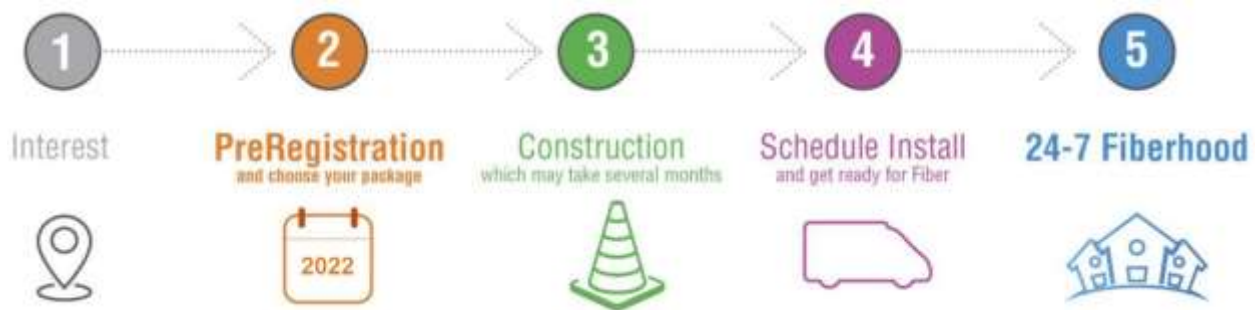 1
2
3
4
5
Interest
PreRegistration
and choose your package
Construction
which may take several months
Schedule Install
and get ready for Fiber
24-7 Fiberhood
2022